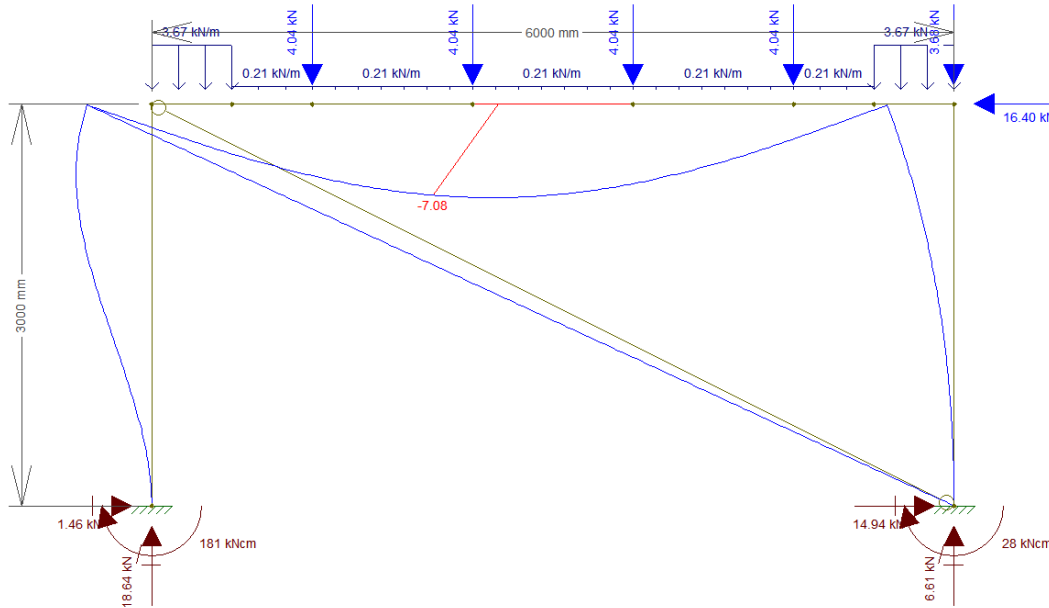 3.67 kN/m
4.04 kN
4.04 kN
6000 mm
4.04 kN
4.04 kN
3.67 kN
3.68 kN
0.21 kN/m
0.21 kN/m
0.21 kN/m
0.21 kN/m
0.21 kN/m
16.40 kN
-7.08
3000 mm
1.46 kN
181 kNcm
18.64 kN
14.94 kN
28 kNcm
6.61 kN